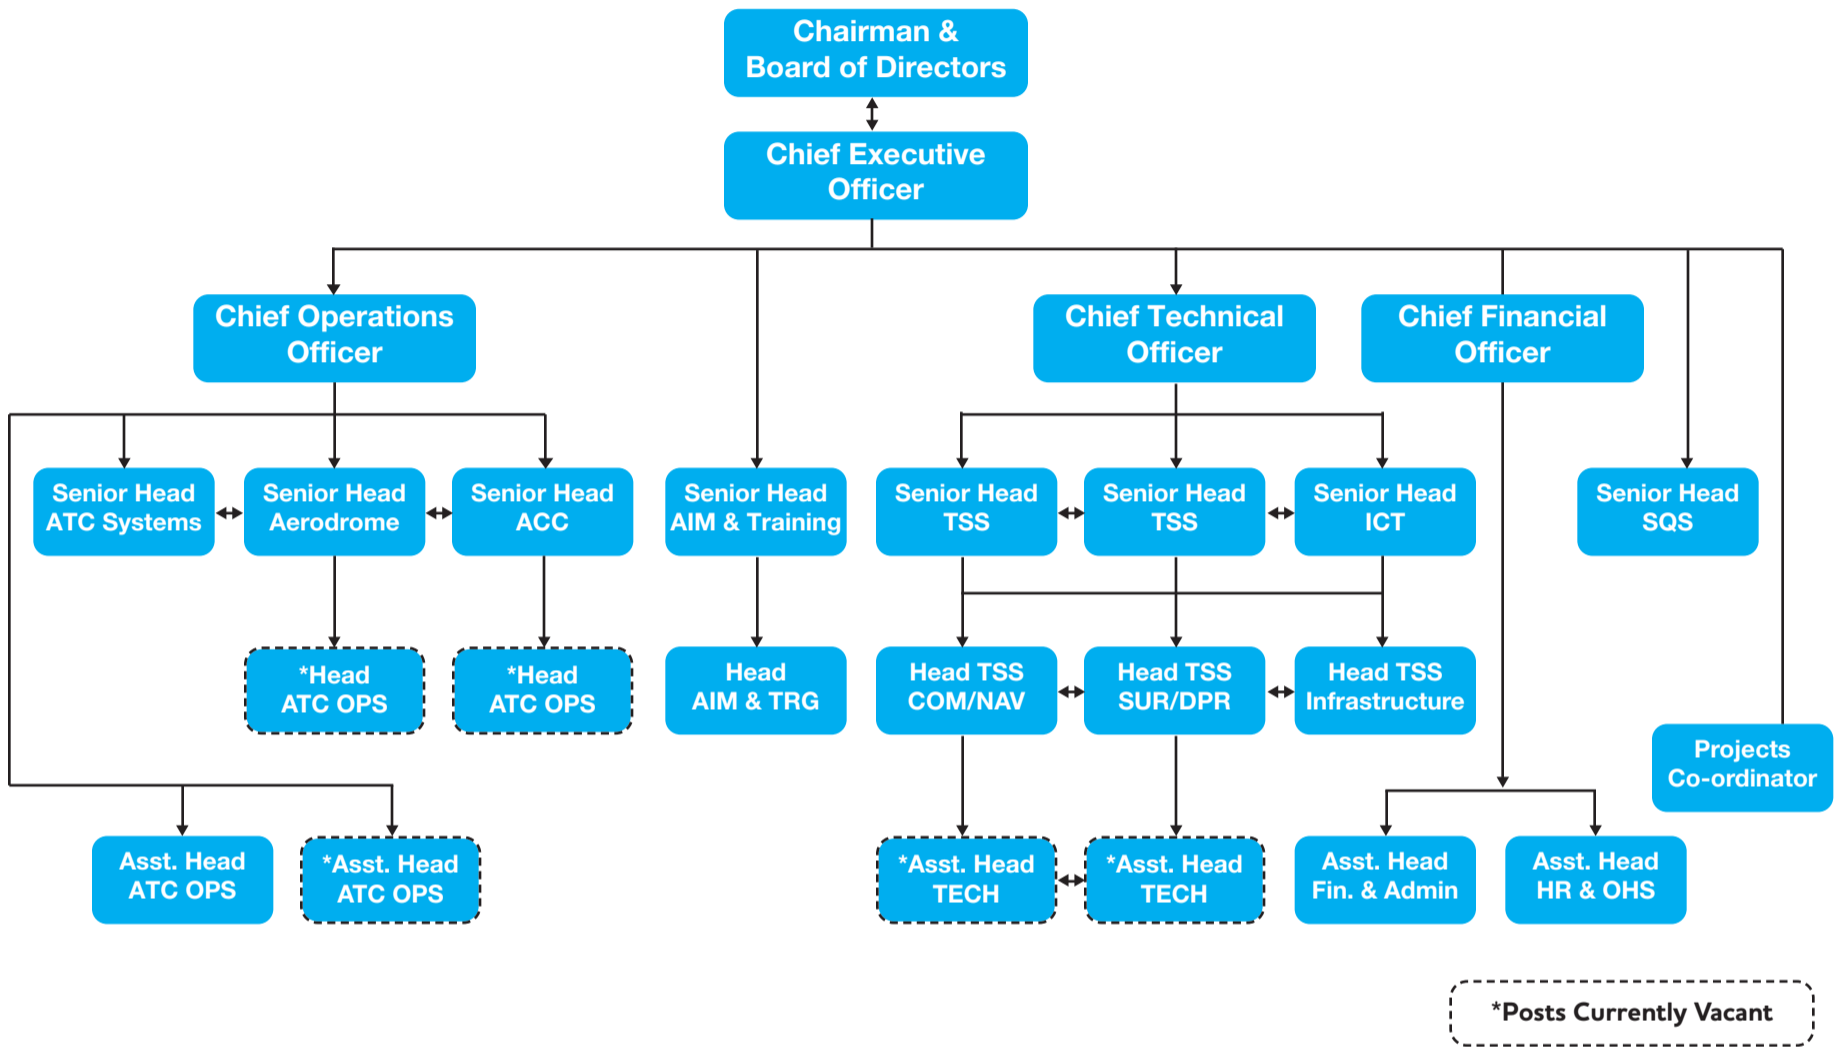 Chairman &
Board of Directors
Chief Executive
Officer
Chief Operations
Officer
Chief Technical
Officer
Chief Financial
Officer
Senior Head
ATC Systems
Senior Head
Aerodrome
Senior Head
ACC
Senior Head
AIM & Training
Senior Head
TSS
Senior Head
TSS
Senior Head
ICT
Senior Head
SQS
*Head
ATC OPS
*Head
ATC OPS
Head
AIM & TRG
Head TSS
COM/NAV
Head TSS
SUR/DPR
Head TSS
Infrastructure
Projects
Co-ordinator
Asst. Head
ATC OPS
*Asst. Head
ATC OPS
*Asst. Head
TECH
*Asst. Head
TECH
Asst. Head
Fin. & Admin
Asst. Head
HR & OHS
*Posts Currently Vacant